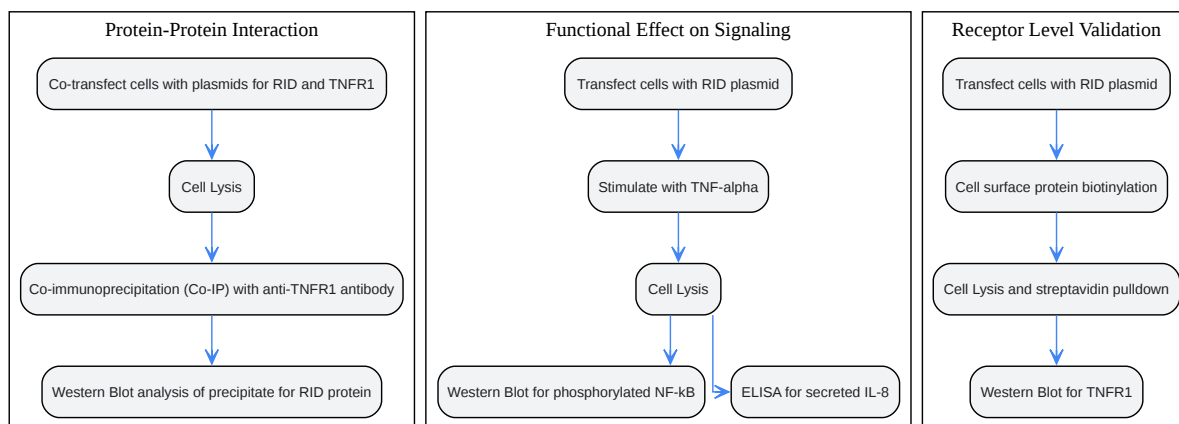 Protein-Protein Interaction
Co-transfect cells with plasmids for RID and TNFR1
Cell Lysis
Co-immunoprecipitation (Co-IP) with anti-TNFR1 antibody
Western Blot analysis of precipitate for RID protein
Functional Effect on Signaling
Transfect cells with RID plasmid
Stimulate with TNF-alpha
Cell Lysis
Western Blot for phosphorylated NF-kB
ELISA for secreted IL-8
Receptor Level Validation
Transfect cells with RID plasmid
Cell surface protein biotinylation
Cell Lysis and streptavidin pulldown
Western Blot for TNFR1